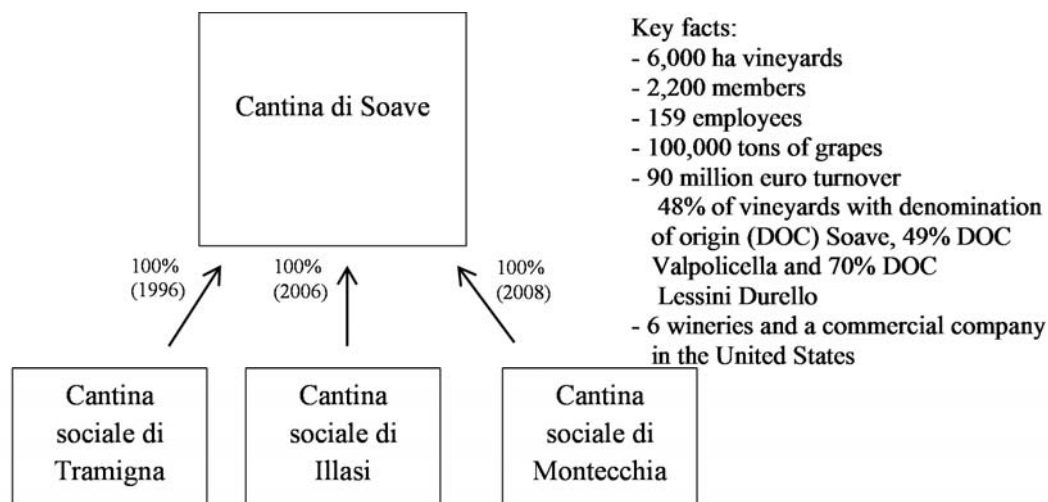 Cantina di Soave
Key facts:
- 6,000 ha vineyards
- 2,200 members
- 159 employees
- 100,000 tons of grapes
- 90 million euro turnover
48% of vineyards with denomination
of origin (DOC) Soave, 49% DOC
Valpolicella and 70% DOC
Lessini Durello
- 6 wineries and a commercial company
in the United States
100%
(1996)
100%
(2006)
100%
(2008)
Cantina
sociale di
Tramigna
Cantina
sociale di
Illasi
Cantina
sociale di
Montecchia